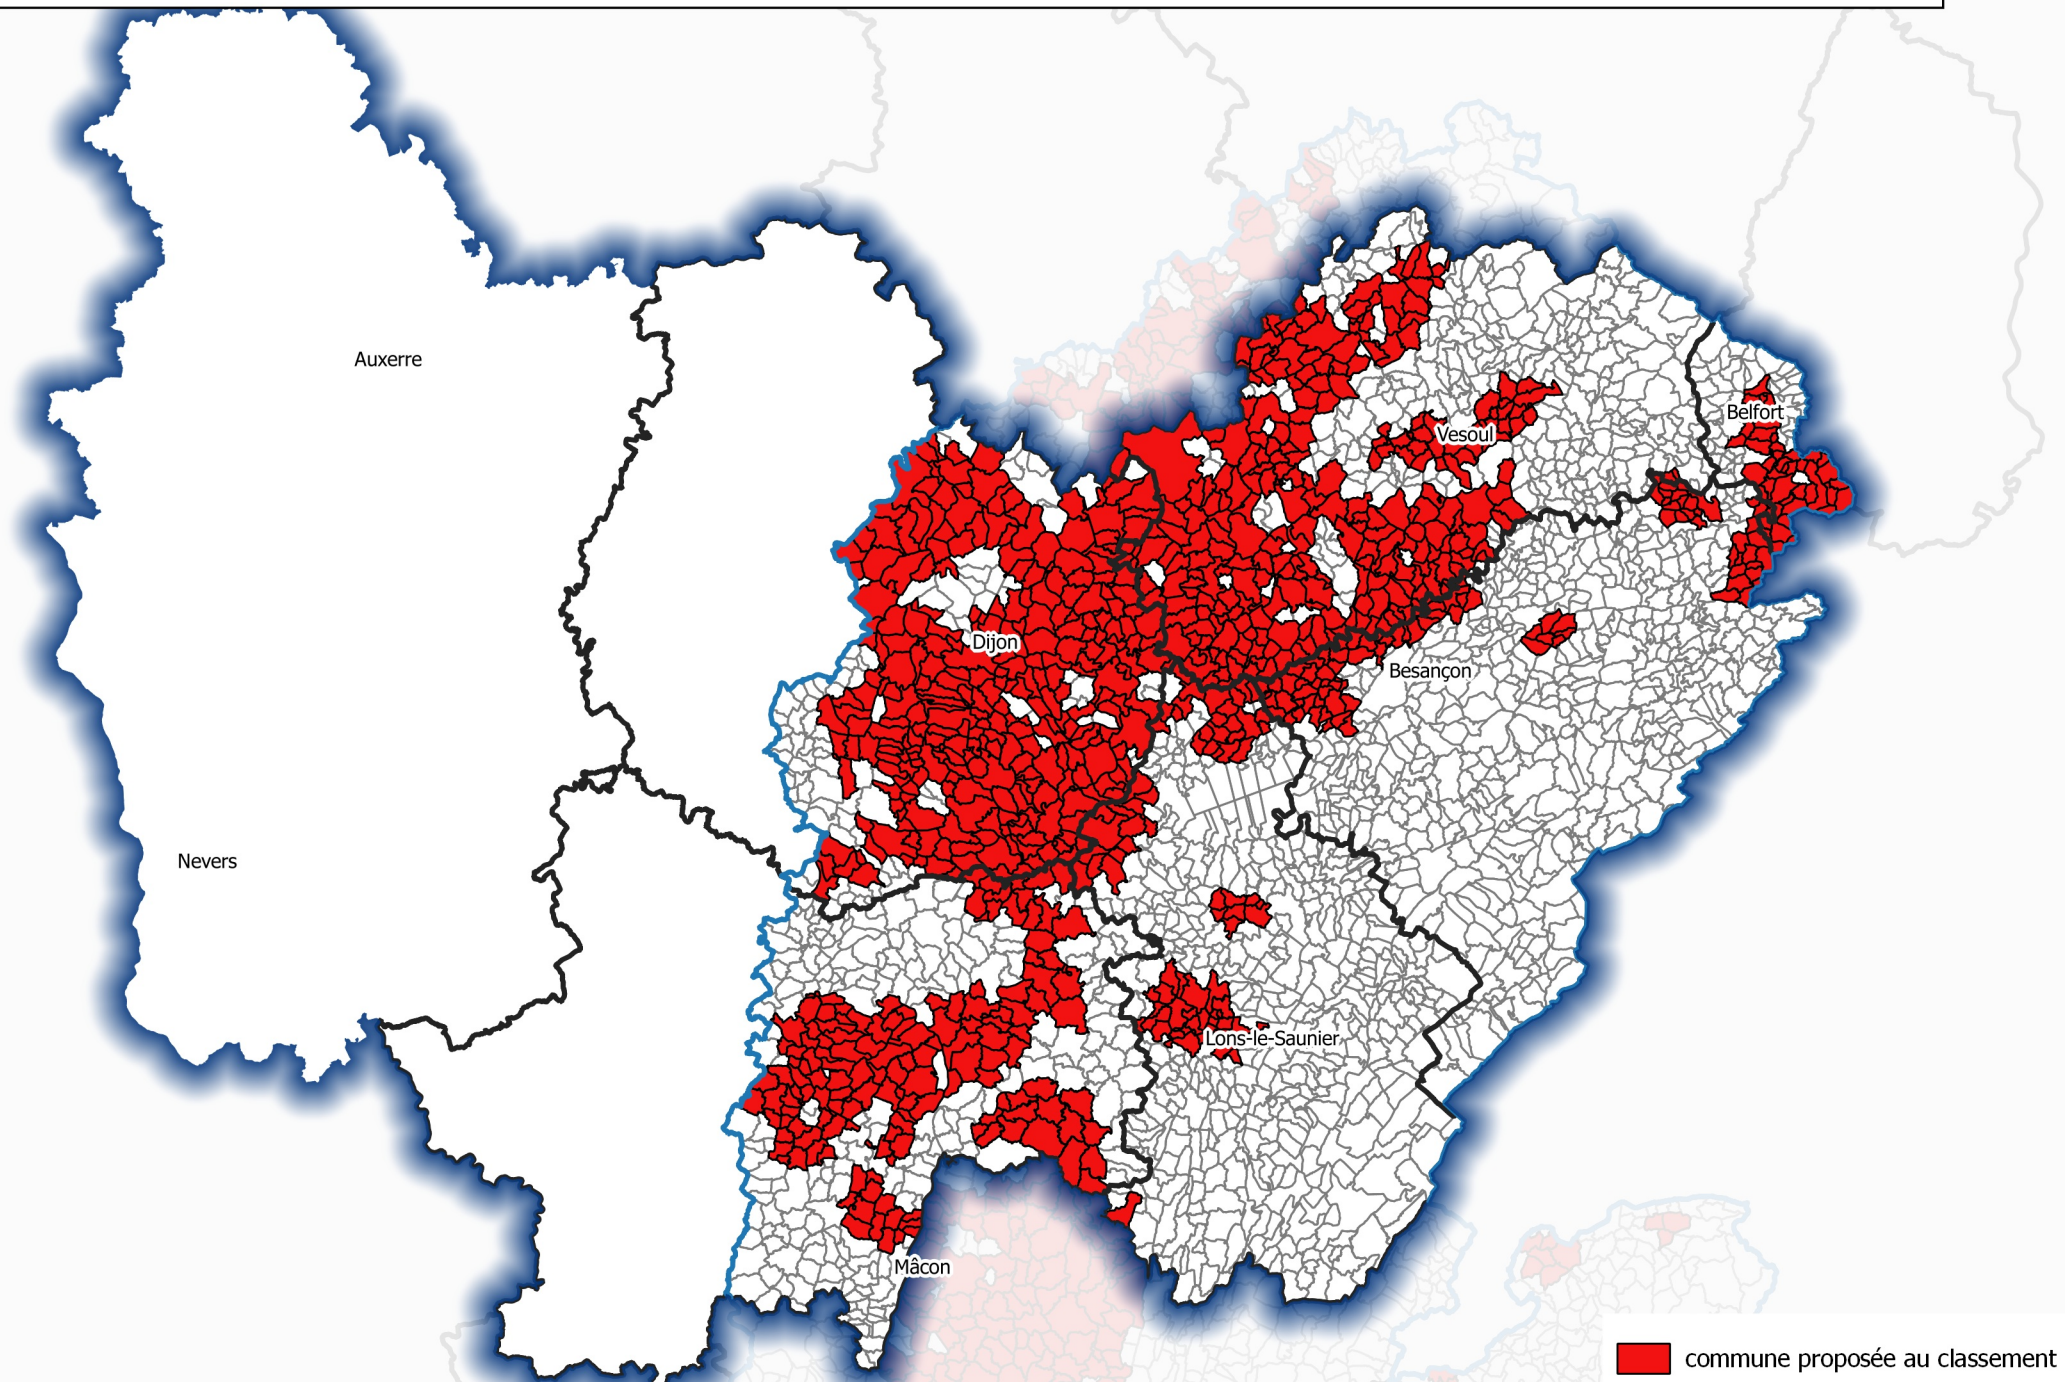 Auxerre
Belfort
Vesoul
Dijon
Besançon
Nevers
Lons-le-Saunier
Mâcon
commune proposée au classement